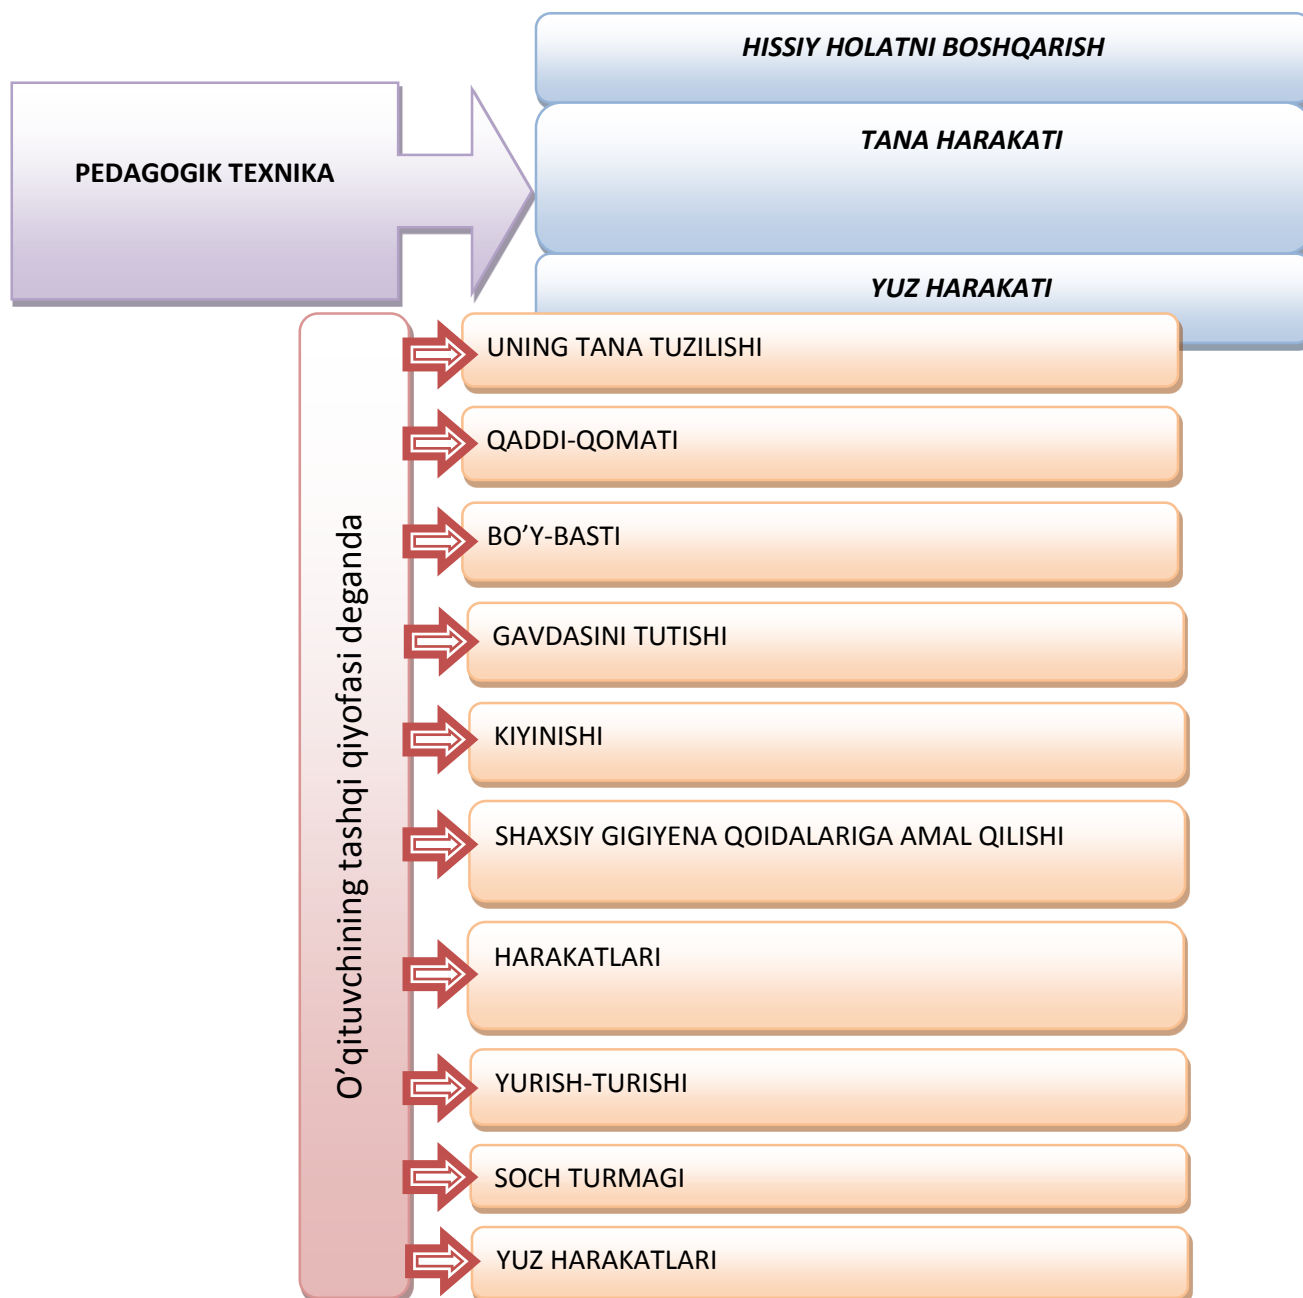 HISSIY HOLATNI BOSHQARISH
PEDAGOGIK TEXNIKA
TANA HARAKATI
YUZ HARAKATI
O’qituvchining tashqi qiyofasi deganda
UNING TANA TUZILISHI
QADDI-QOMATI
BO’Y-BASTI
GAVDASINI TUTISHI
KIYINISHI
SHAXSIY GIGIYENA QOIDALARIGA AMAL QILISHI
HARAKATLARI
YURISH-TURISHI
SOCH TURMAGI
YUZ HARAKATLARI